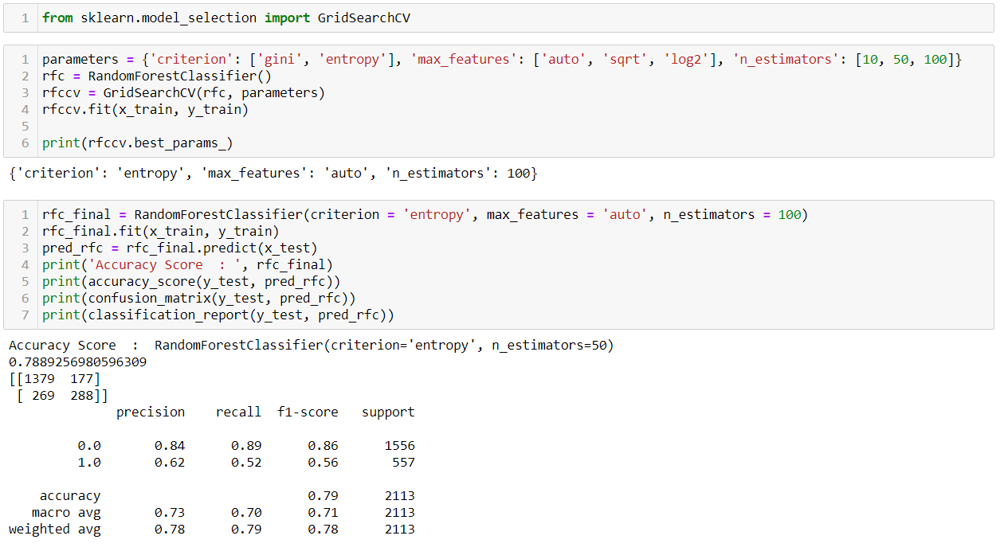 1 from sklearn.model_selection import GridSearchCV
1 parameters = {'criterion': ['gini', 'entropy'], 'max_features': ['auto', 'sqrt', 'log2'], 'n_estimators': [10, 50, 100]}
2 rfc = RandomForestClassifier()
3 rfccv = GridSearchCV(rfc, parameters)
4 rfccv.fit(x_train, y_train)
5
6 print(rfccv.best_params_)
{'criterion': 'entropy', 'max_features': 'auto', 'n_estimators': 100}
1 rfc_final = RandomForestClassifier(criterion = 'entropy', max_features = 'auto', n_estimators = 100)
2 rfc_final.fit(x_train, y_train)
3 pred_rfc = rfc_final.predict(x_test)
4 print('Accuracy Score  : ', rfc_final)
5 print(accuracy_score(y_test, pred_rfc))
6 print(confusion_matrix(y_test, pred_rfc))
7 print(classification_report(y_test, pred_rfc))
Accuracy Score  :  RandomForestClassifier(criterion='entropy', n_estimators=50)
0.7889256980596309
[[1379  177]
 [ 269  288]]
              precision    recall  f1-score   support
         0.0       0.84      0.89      0.86      1556
         1.0       0.62      0.52      0.56       557
    accuracy                           0.79      2113
   macro avg       0.73      0.70      0.71      2113
weighted avg       0.78      0.79      0.78      2113